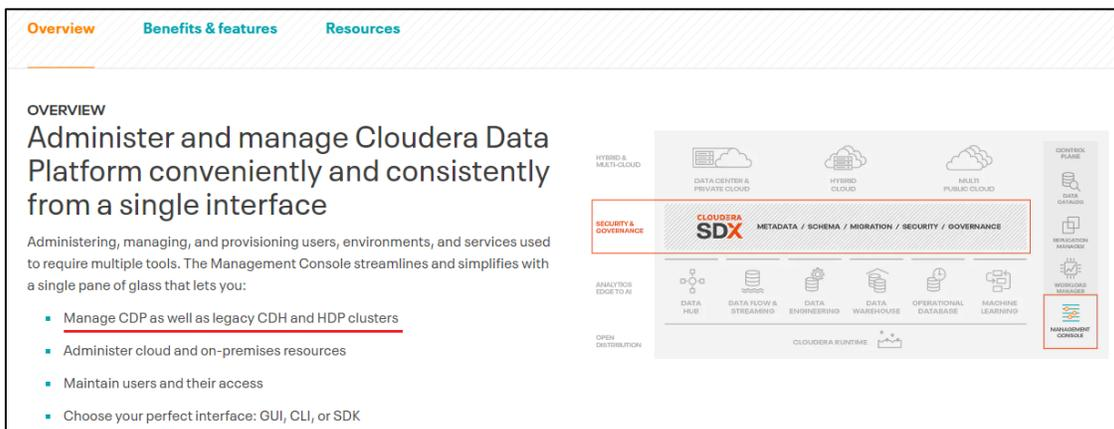 Overview
Benefits & features
Resources
OVERVIEW
Administer and manage Cloudera Data
Platform conveniently and consistently
from a single interface
Administering, managing, and provisioning users, environments, and services used
to require multiple tools. The Management Console streamlines and simplifies with
a single pane of glass that lets you:
Manage CDP as well as legacy CDH and HDP clusters
Administer cloud and on-premises resources
Maintain users and their access
Choose your perfect interface: GUI, CLI, or SDK
HYBRID &
MULTI-CLOUD
DATA CENTER &
PRIVATE CLOUD
HYBRID
CLOUD
MULTI
PUBLIC CLOUD
SECURITY &
GOVERNANCE
CLOUDERA
SDX
METADATA / SCHEMA / MIGRATION / SECURITY / GOVERNANCE
ANALYTICS
EDGE TO AI
DATA
HUB
DATA FLOW &
STREAMING
DATA
ENGINEERING
DATA
WAREHOUSE
OPERATIONAL
DATABASE
MACHINE
LEARNING
OPEN
DISTRIBUTION
CLOUDERA RUNTIME
CONTROL
PLANE
DATA
CATALOG
REPLICATION
MANAGER
WORKLOAD
MANAGER
MANAGEMENT
CONSOLE